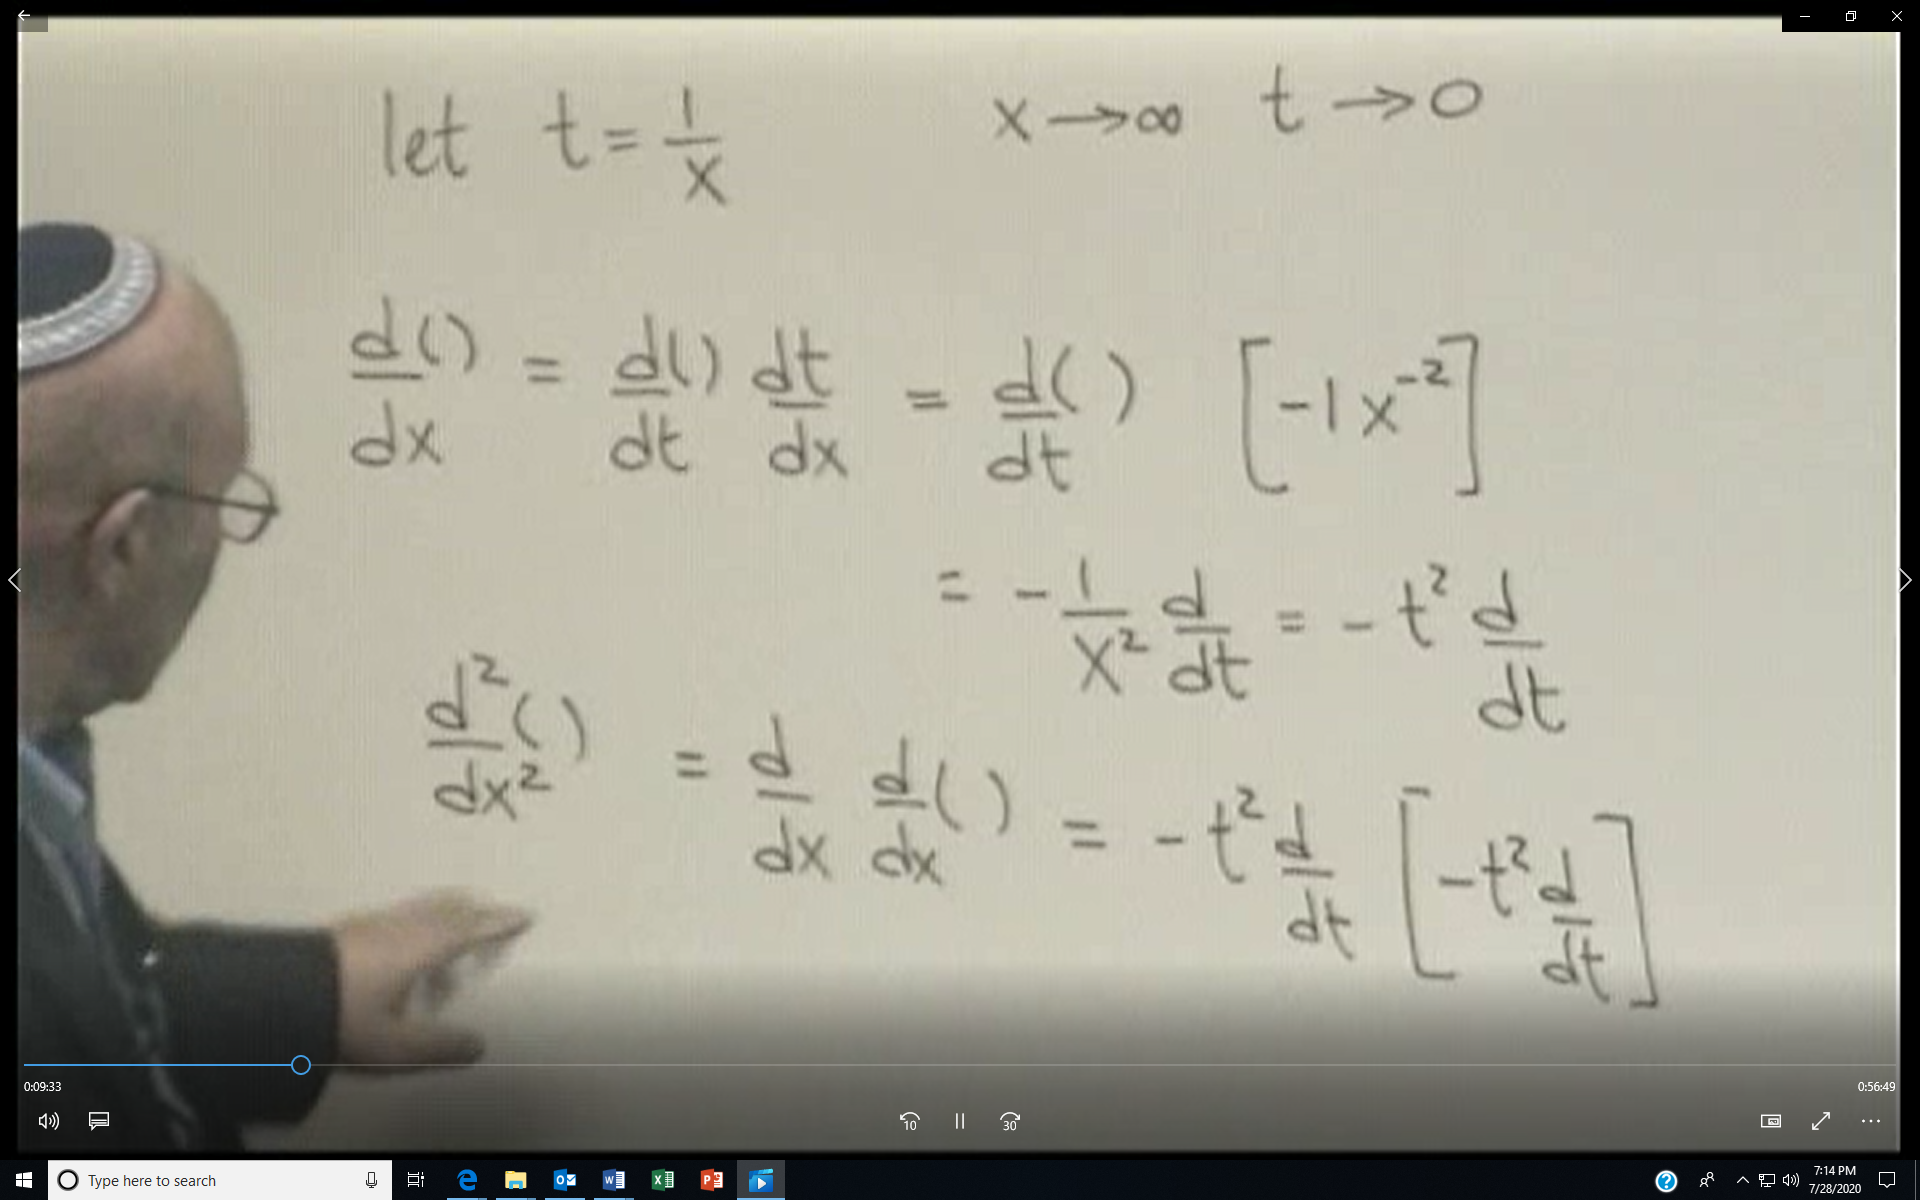 let t = 1/x x → ∞ t → 0
d()/dx = d()/dt dt/dx = d()/dt [-1x⁻²]
= - 1/x² d/dt = - t² d/dt
d²()/dx² = d/dx d/dx () = - t² d/dt [-t² d/dt]
0:09:33 0:56:49
10 30
Type here to search
7:14 PM
7/28/2020